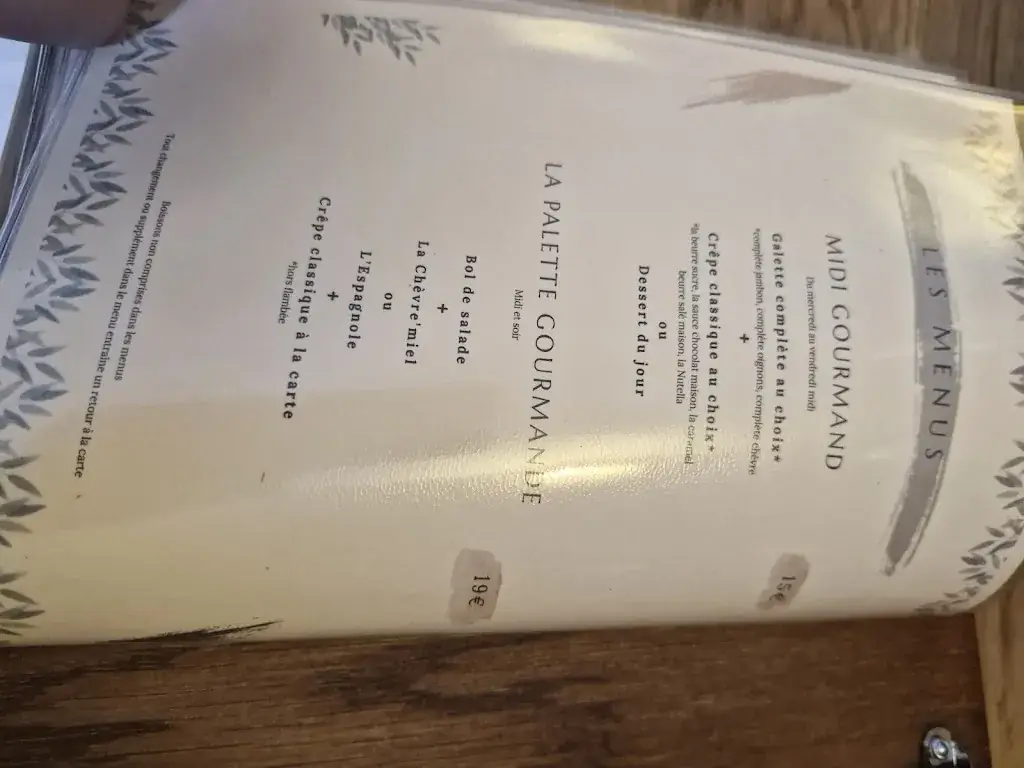 LES MENUS
MIDI GOURMAND
Du mercredi au vendredi midi
15€
Galette complète au choix*
*complète jambon, complète oignons, complète chèvre
+
Crêpe classique au choix*
*le beurre sucre, la sauce chocolat maison, la caramel
beurre salé maison, la Nutella
ou
Dessert du jour
LA PALETTE GOURMANDE
Midi et soir
19€
Bol de salade
+
La Chèvre'miel
ou
L'Espagnole
+
Crêpe classique à la carte
*hors flambée
Boissons non comprises dans les menus
Tout changement ou supplément dans le menu entraîne un retour à la carte